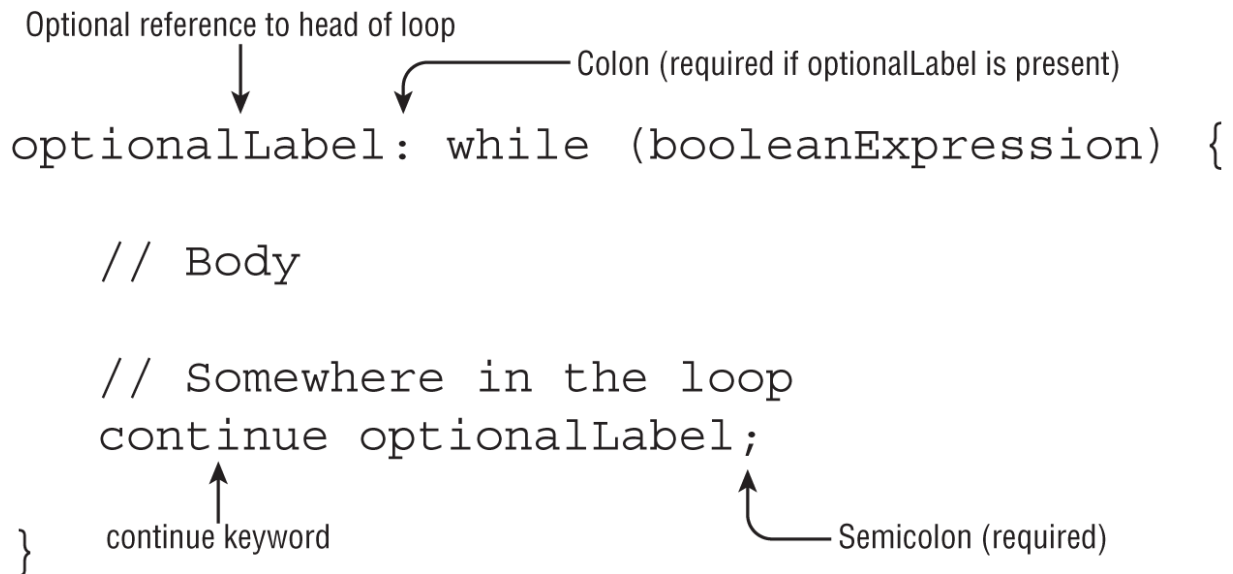 Optional reference to head of loop
Colon (required if optionalLabel is present)
optionalLabel: while (booleanExpression) {
// Body
// Somewhere in the loop
continue optionalLabel;
continue keyword
Semicolon (required)
}